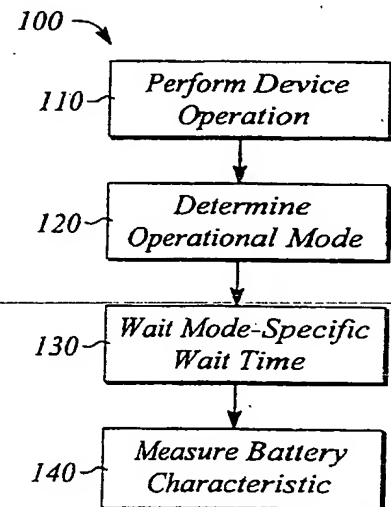 100
110
Perform Device
Operation
120
Determine
Operational Mode
130
Wait Mode-Specific
Wait Time
140
Measure Battery
Characteristic